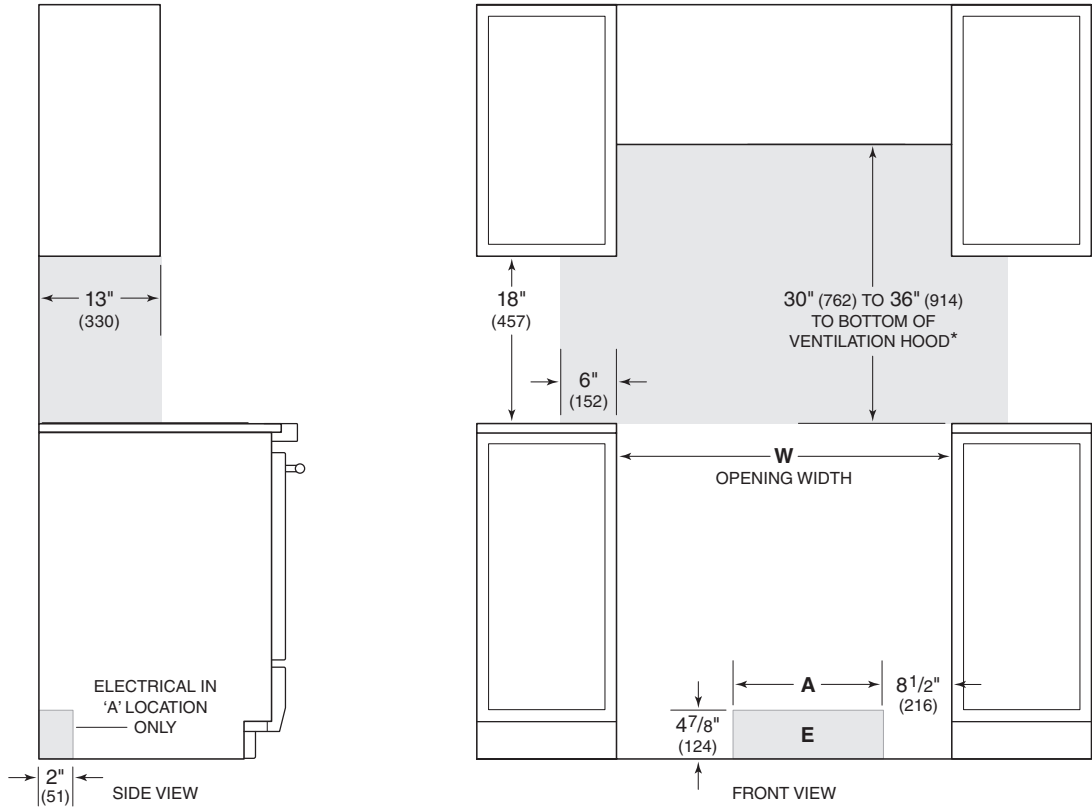 13"
(330)
18"
(457)
30" (762) TO 36" (914)
TO BOTTOM OF
VENTILATION HOOD*
6"
(152)
W
OPENING WIDTH
ELECTRICAL IN
‘A’ LOCATION
ONLY
A
8 1/2"
(216)
4 7/8"
(124)
E
2"
(51)
SIDE VIEW
FRONT VIEW